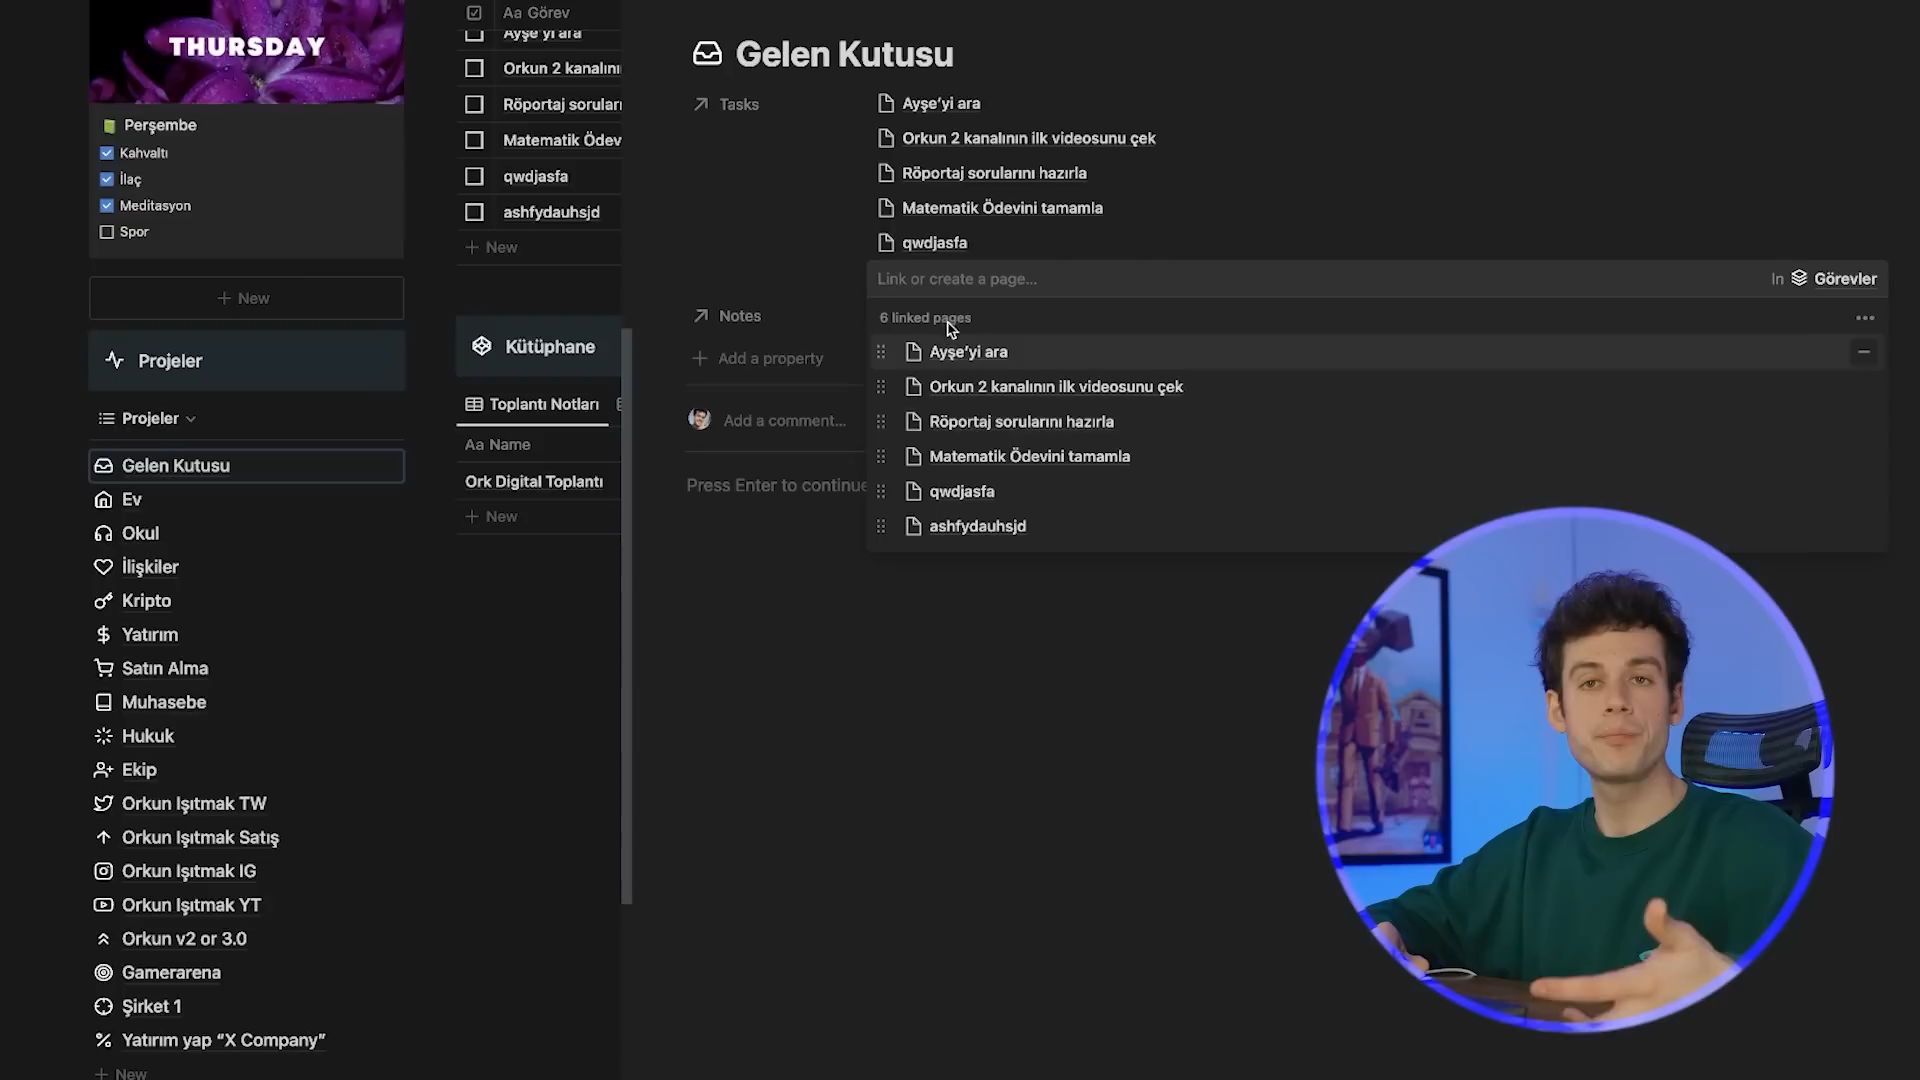 THURSDAY
Perşembe
Kahvaltı
İlaç
Meditasyon
Spor
+ New
Projeler
Projeler
Gelen Kutusu
Ev
Okul
İlişkiler
Kripto
Yatırım
Satın Alma
Muhasebe
Hukuk
Ekip
Orkun Işıtmak TW
Orkun Işıtmak Satış
Orkun Işıtmak IG
Orkun Işıtmak YT
Orkun v2 or 3.0
Gamerarena
Şirket 1
Yatırım yap “X Company”
+ New
Aa Görev
Ayşe’yi ara
Orkun 2 kanalını
Röportaj soruları
Matematik Ödev
qwdjasfa
ashfydauhsjd
+ New
Kütüphane
Toplantı Notları
Aa Name
Ork Digital Toplantı
+ New
Gelen Kutusu
Tasks
Ayşe’yi ara
Orkun 2 kanalının ilk videosunu çek
Röportaj sorularını hazırla
Matematik Ödevini tamamla
qwdjasfa
Link or create a page...
In Görevler
6 linked pages
Ayşe’yi ara
Orkun 2 kanalının ilk videosunu çek
Röportaj sorularını hazırla
Matematik Ödevini tamamla
qwdjasfa
ashfydauhsjd
Notes
+ Add a property
Add a comment...
Press Enter to continue